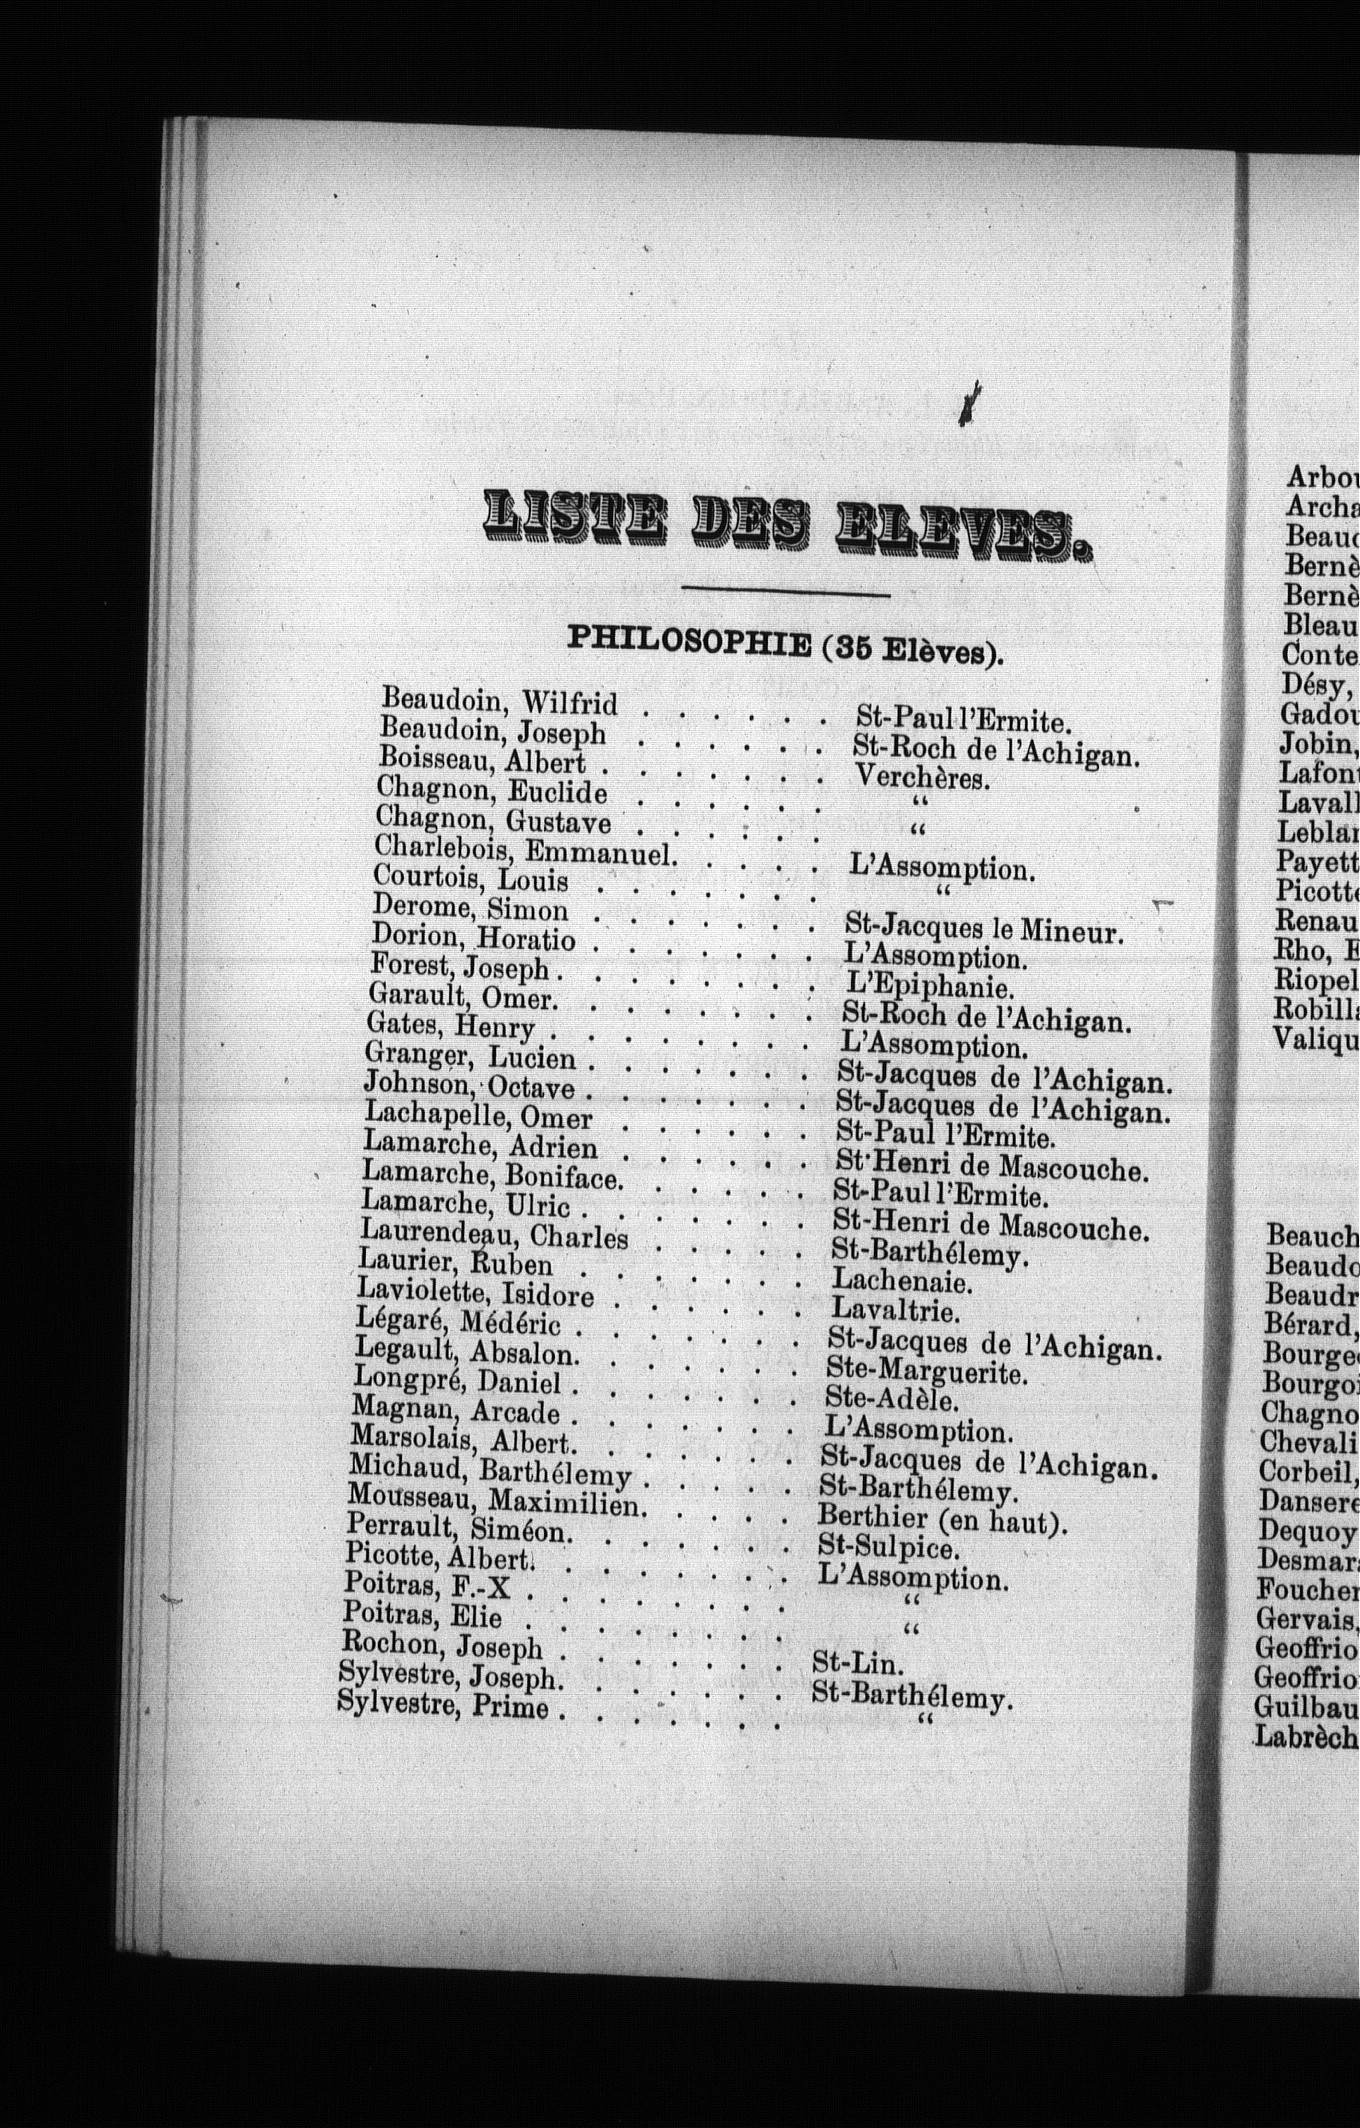 LISTE DES ELEVES.
PHILOSOPHIE (35 Elèves).
Beaudoin, Wilfrid . . . . . . St-Paul l'Ermite.
Beaudoin, Joseph . . . . . . St-Roch de l'Achigan.
Boisseau, Albert . . . . . . . Verchères.
Chagnon, Euclide . . . . . . “
Chagnon, Gustave . . . . . . “
Charlebois, Emmanuel. . . . . L'Assomption.
Courtois, Louis . . . . . . . “
Derome, Simon . . . . . . . St-Jacques le Mineur.
Dorion, Horatio . . . . . . . L'Assomption.
Forest, Joseph . . . . . . . . L'Epiphanie.
Garault, Omer. . . . . . . . St-Roch de l'Achigan.
Gates, Henry . . . . . . . . L'Assomption.
Granger, Lucien . . . . . . . St-Jacques de l'Achigan.
Johnson, Octave . . . . . . . St-Jacques de l'Achigan.
Lachapelle, Omer . . . . . . St-Paul l'Ermite.
Lamarche, Adrien . . . . . . St-Henri de Mascouche.
Lamarche, Boniface. . . . . . St-Paul l'Ermite.
Lamarche, Ulric . . . . . . . St-Henri de Mascouche.
Laurendeau, Charles . . . . . St-Barthélemy.
Laurier, Ruben . . . . . . . Lachenaie.
Laviolette, Isidore . . . . . . Lavaltrie.
Légaré, Médéric . . . . . . . St-Jacques de l'Achigan.
Legault, Absalon. . . . . . . Ste-Marguerite.
Longpré, Daniel . . . . . . . Ste-Adèle.
Magnan, Arcade . . . . . . . L'Assomption.
Marsolais, Albert. . . . . . . St-Jacques de l'Achigan.
Michaud, Barthélemy . . . . . St-Barthélemy.
Mousseau, Maximilien. . . . . Berthier (en haut).
Perrault, Siméon. . . . . . . St-Sulpice.
Picotte, Albert. . . . . . . . L'Assomption.
Poitras, F.-X . . . . . . . . “
Poitras, Elie . . . . . . . . “
Rochon, Joseph . . . . . . . St-Lin.
Sylvestre, Joseph. . . . . . . St-Barthélemy.
Sylvestre, Prime . . . . . . . “
Désy,
Jobin,
Rho,
Bérard,
Corbeil,
Gervais,